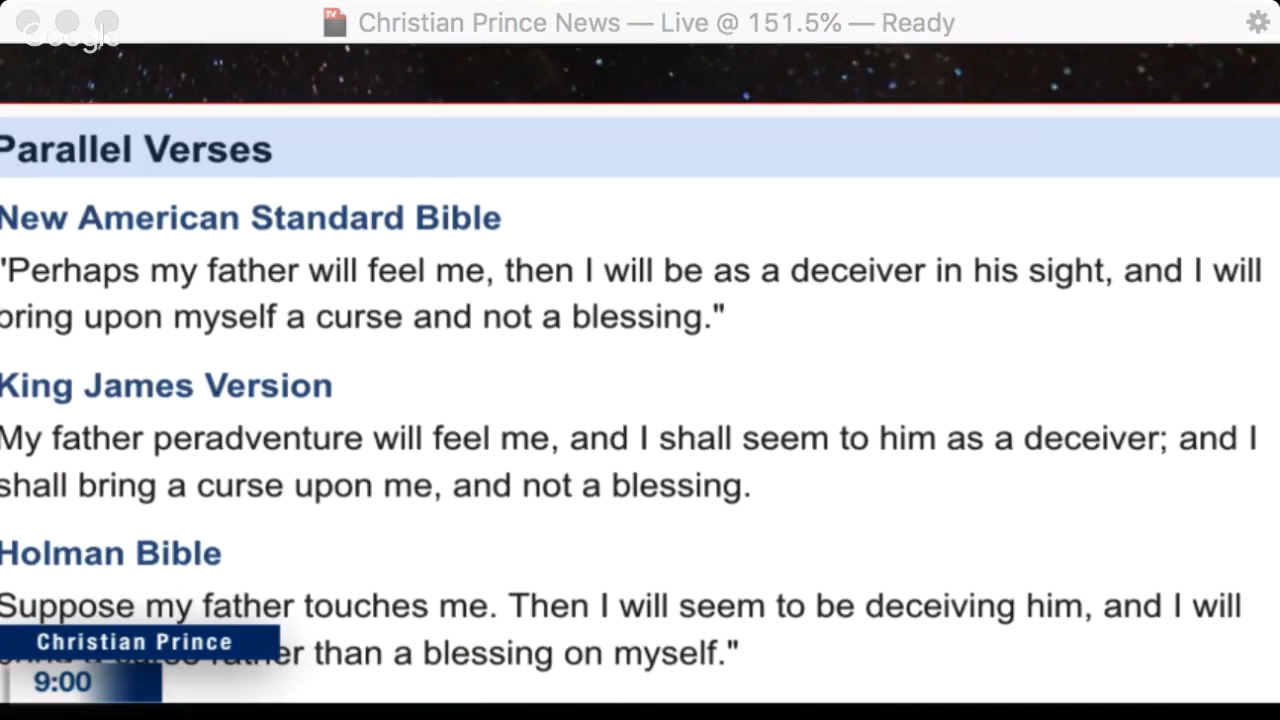 Christian Prince News — Live @ 151.5% — Ready
Google
TV
Parallel Verses
New American Standard Bible
"Perhaps my father will feel me, then I will be as a deceiver in his sight, and I will
bring upon myself a curse and not a blessing."
King James Version
My father peradventure will feel me, and I shall seem to him as a deceiver; and I
shall bring a curse upon me, and not a blessing.
Holman Bible
Suppose my father touches me. Then I will seem to be deceiving him, and I will
rather than a blessing on myself."
Christian Prince
9:00